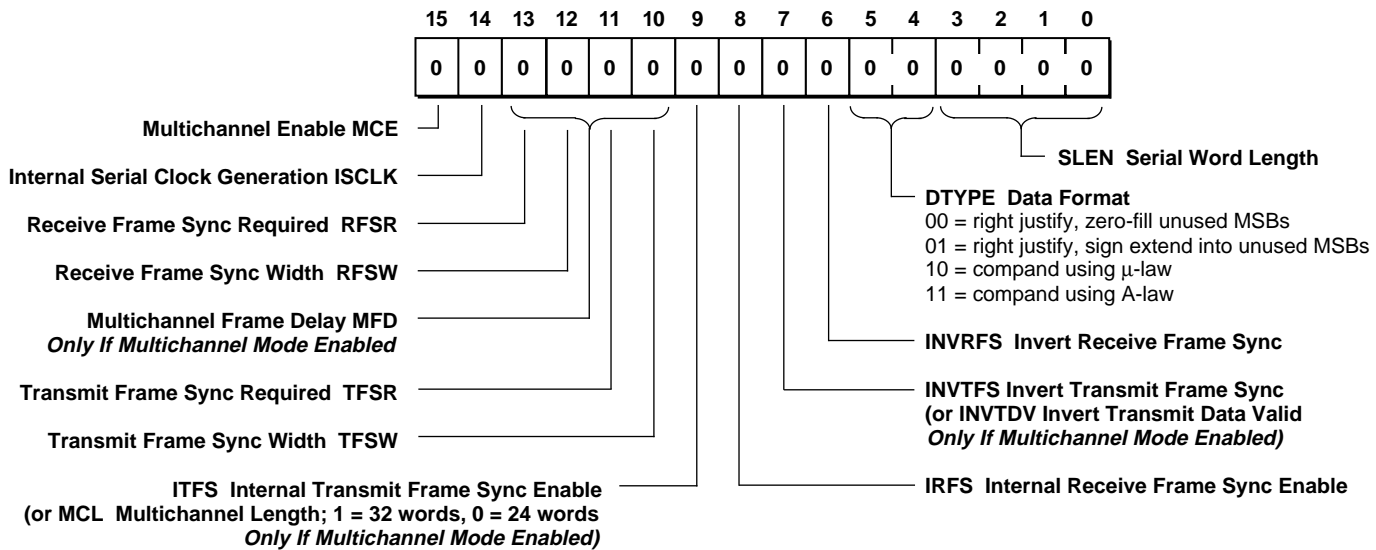 15 14 13 12 11 10 9 8 7 6 5 4 3 2 1 0
0 0 0 0 0 0 0 0 0 0 0 0 0 0 0 0
Multichannel Enable MCE
Internal Serial Clock Generation ISCLK
Receive Frame Sync Required RFSR
Receive Frame Sync Width RFSW
Multichannel Frame Delay MFD
Only If Multichannel Mode Enabled
Transmit Frame Sync Required TFSR
Transmit Frame Sync Width TFSW
ITFS Internal Transmit Frame Sync Enable
(or MCL Multichannel Length; 1 = 32 words, 0 = 24 words
Only If Multichannel Mode Enabled)
SLEN Serial Word Length
DTYPE Data Format
00 = right justify, zero-fill unused MSBs
01 = right justify, sign extend into unused MSBs
10 = compand using μ-law
11 = compand using A-law
INVRFS Invert Receive Frame Sync
INVTFS Invert Transmit Frame Sync
(or INVTDV Invert Transmit Data Valid
Only If Multichannel Mode Enabled)
IRFS Internal Receive Frame Sync Enable